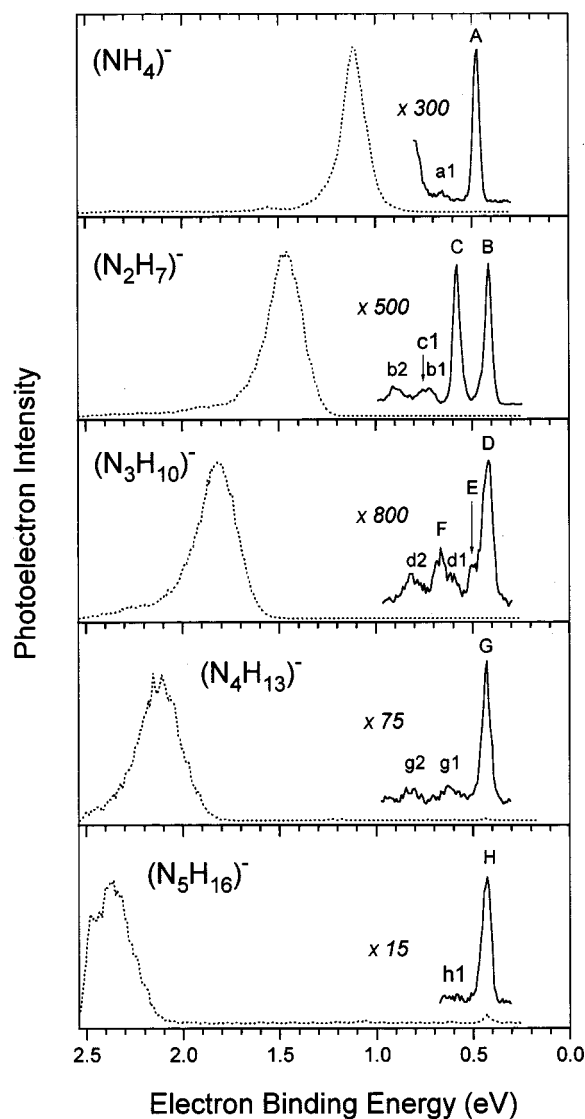 (NH₄)⁻
A
x 300
a1
(N₂H₇)⁻
C B
x 500
c1
b2 b1
(N₃H₁₀)⁻
D
E
x 800
F
d2 d1
(N₄H₁₃)⁻
G
x 75
g2 g1
(N₅H₁₆)⁻
H
x 15
h1
2.5 2.0 1.5 1.0 0.5 0.0
Electron Binding Energy (eV)
Photoelectron Intensity